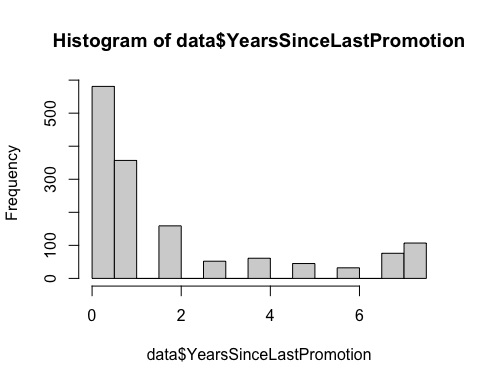 Histogram of data$YearsSinceLastPromotion
Frequency
500
300
100
0
0 2 4 6
data$YearsSinceLastPromotion